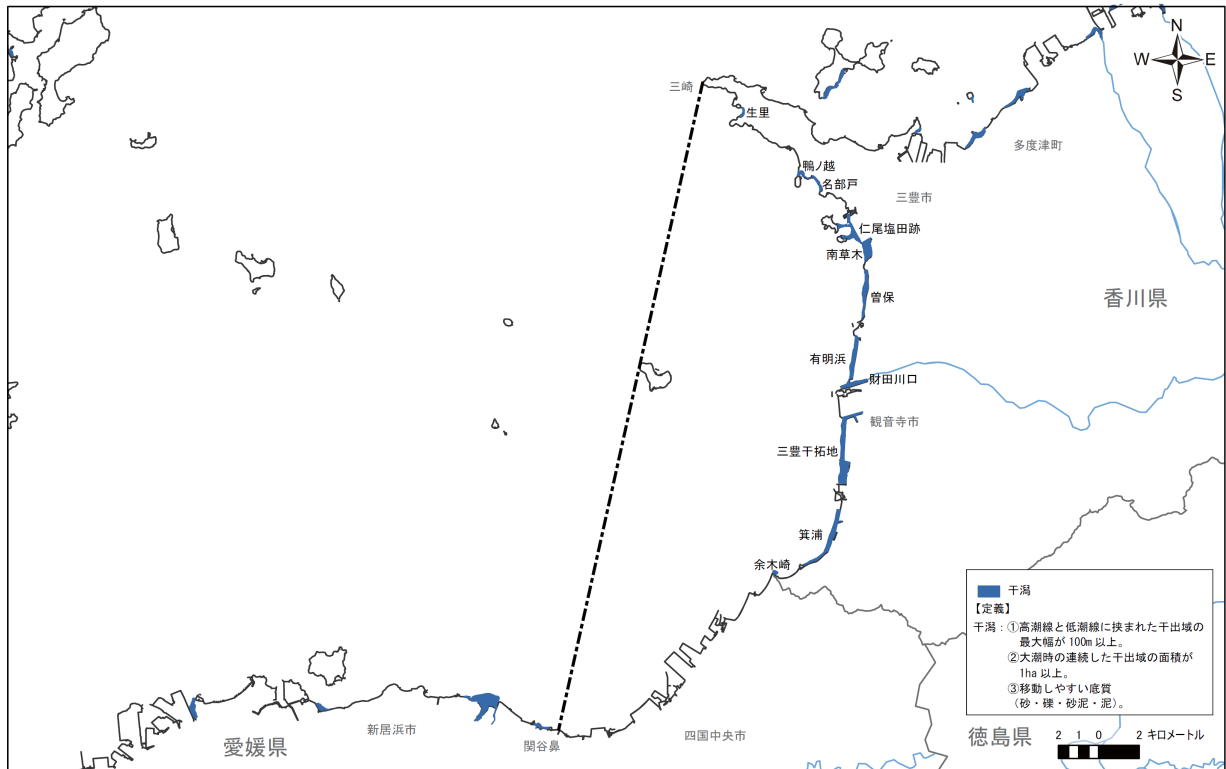 N
W
E
S
三崎
生里
多度津町
鴨ノ越
名部戸
三豊市
仁尾塩田跡
南草木
曽保
香川県
有明浜
財田川口
観音寺市
三豊干拓地
箕浦
余木崎
干潟
【定義】
干潟：①高潮線と低潮線に挟まれた干出域の
最大幅が100m以上。
②大潮時の連続した干出域の面積が
1ha以上。
③移動しやすい底質
（砂・礫・砂泥・泥）。
新居浜市
関谷鼻
四国中央市
愛媛県
徳島県
2 1 0 2 キロメートル